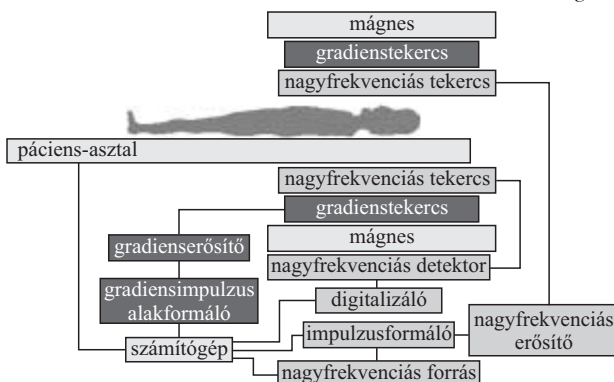 mágnes
gradienstekercs
nagyfrekvenciás tekercs
páciens-asztal
nagyfrekvenciás tekercs
gradienstekercs
mágnes
gradienserősítő
nagyfrekvenciás detektor
gradiensimpulzus
alakformáló
digitalizáló
impulzusformáló
nagyfrekvenciás
erősítő
számítógép
nagyfrekvenciás forrás